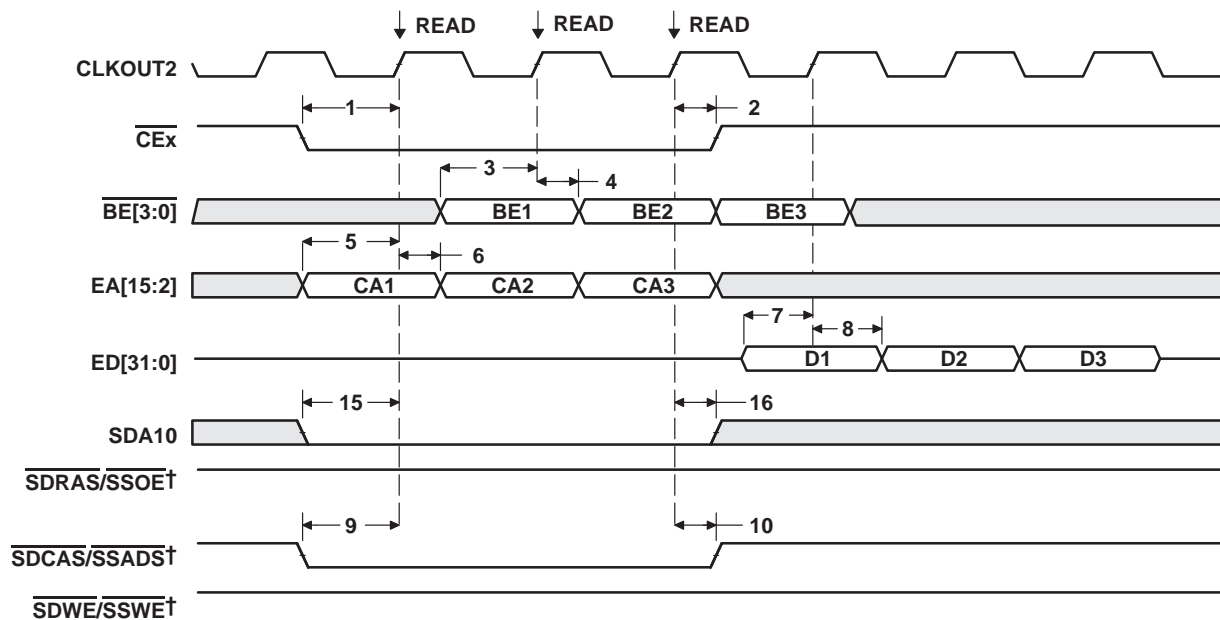 READ READ READ
CLKOUT2
1 2
CEx
3 4
BE[3:0] BE1 BE2 BE3
5 6
EA[15:2] CA1 CA2 CA3
7 8
ED[31:0] D1 D2 D3
15 16
SDA10
SDRAS/SSOE†
9 10
SDCAS/SSADS†
SDWE/SSWE†